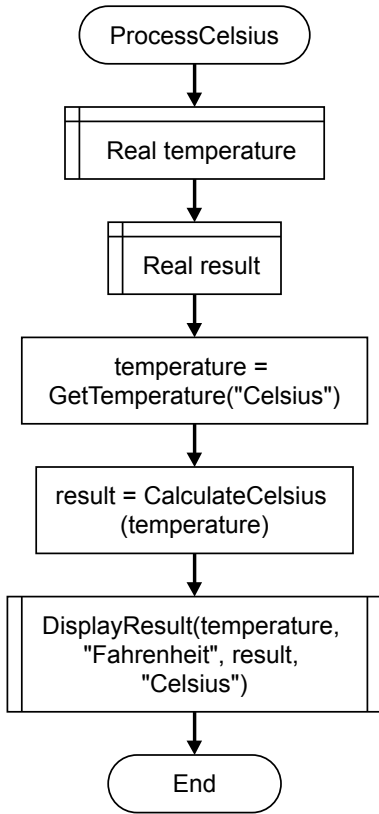 ProcessCelsius
Real temperature
Real result
temperature =
GetTemperature("Celsius")
result = CalculateCelsius
(temperature)
DisplayResult(temperature,
"Fahrenheit", result,
"Celsius")
End